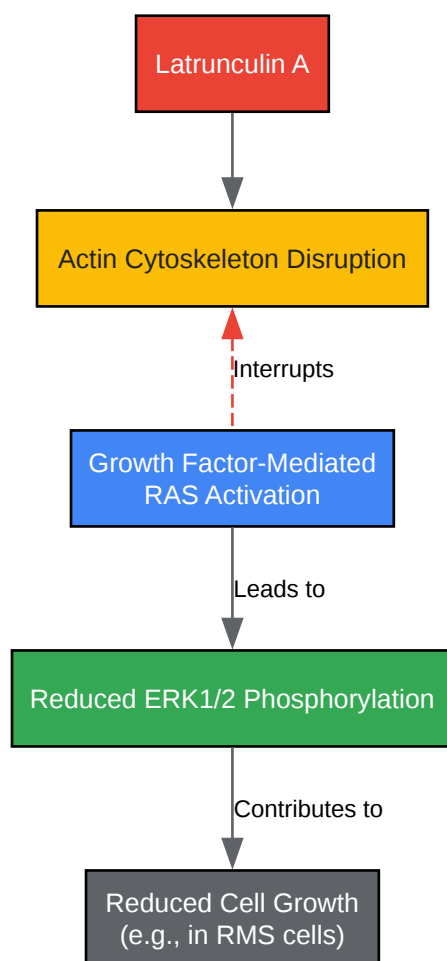 Latrunculin A
Actin Cytoskeleton Disruption
Interrupts
Growth Factor-Mediated
RAS Activation
Leads to
Reduced ERK1/2 Phosphorylation
Contributes to
Reduced Cell Growth
(e.g., in RMS cells)